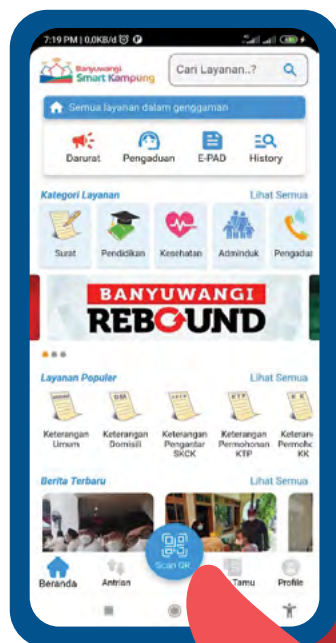 7:19 PM | 0,0KB/d
Banyuwangi
Smart Kampung
Cari Layanan..?
Semua layanan dalam genggaman
Darurat Pengaduan E-PAD History
Kategori Layanan Lihat Semua
Surat Pendidikan Kesehatan Adminduk Pengadua
BANYUWANGI
REBOUND
Layanan Populer Lihat Semua
Keterangan Umum
Keterangan Domisili
Keterangan Pengantar SKCK
Keterangan Permohonan KTP
Keteran Permoho KK
Berita Terbaru Lihat Semua
Scan QR
Beranda Antrian Tamu Profile